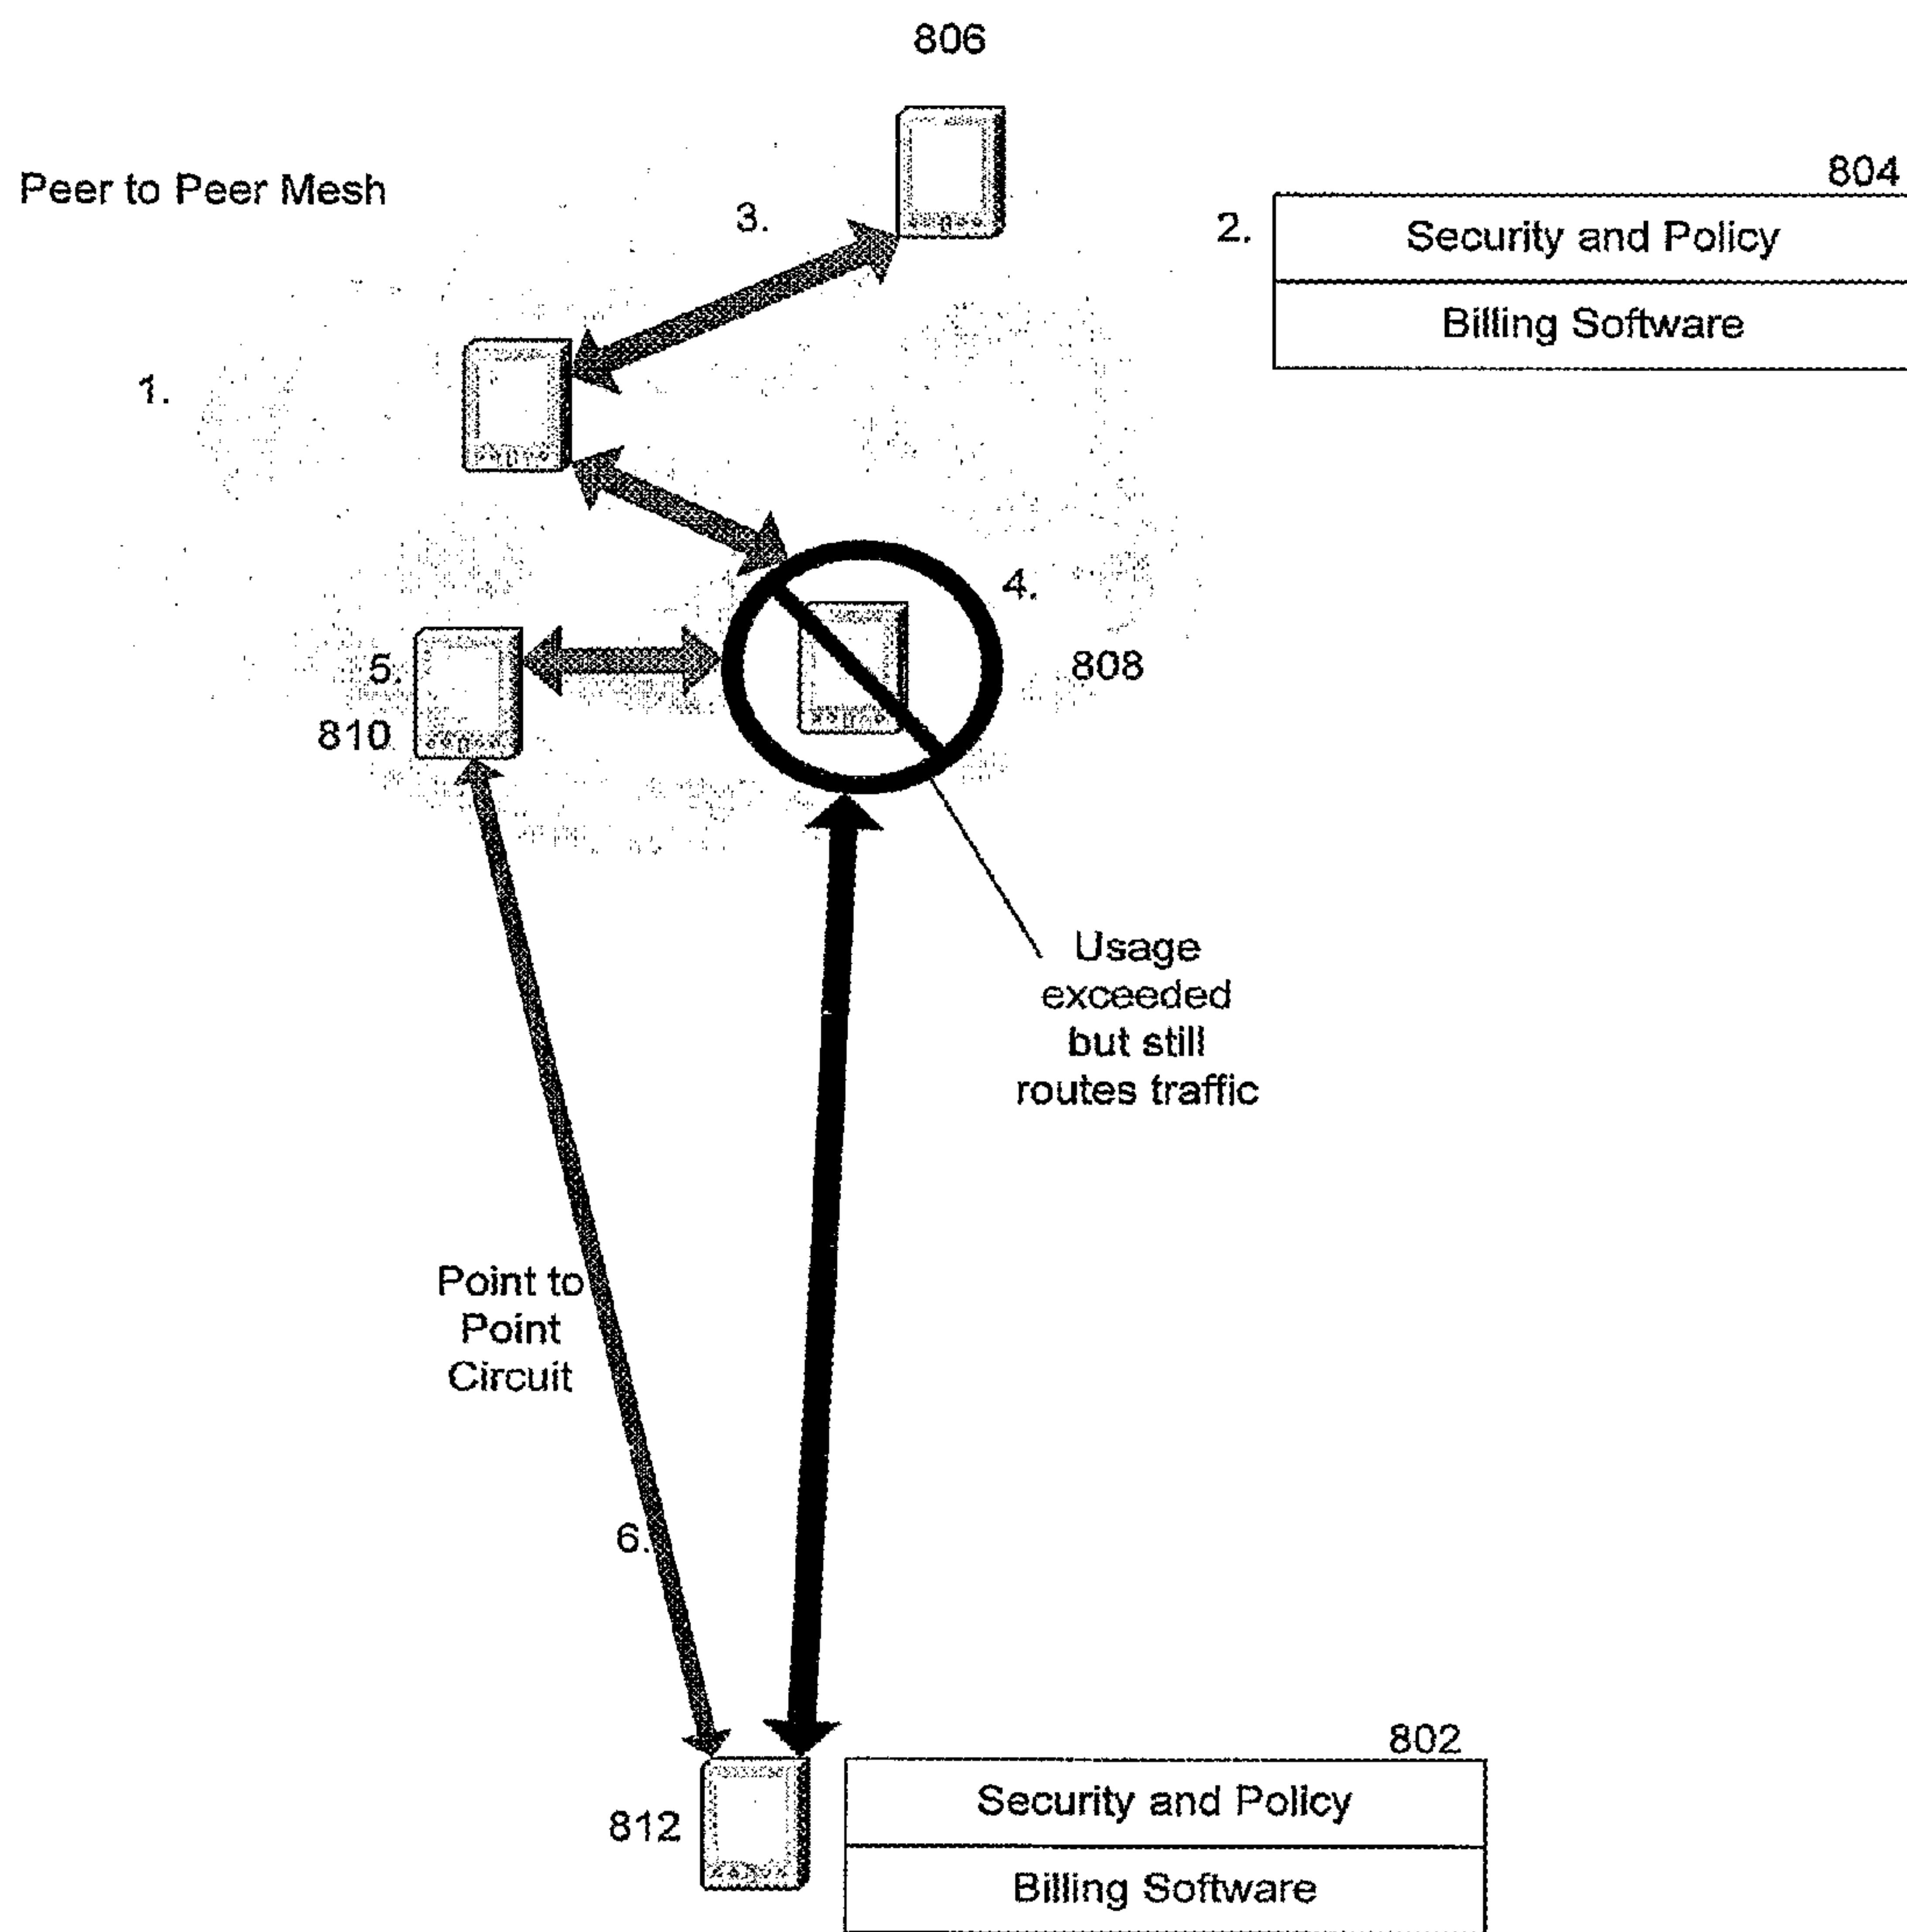 806
804
Peer to Peer Mesh
3.
2.
Security and Policy
Billing Software
1.
4.
5.
808
810
Usage
exceeded
but still
routes traffic
Point to
Point
Circuit
6.
802
Security and Policy
812
Billing Software